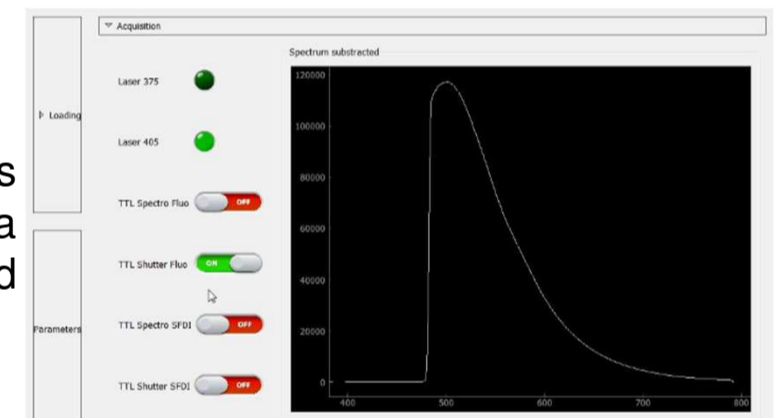 Acquisition
Spectrum substracted
Laser 375
Loading
Laser 405
s
TTL Spectro Fluo OFF
a
TTL Shutter Fluo ON
d
TTL Spectro SFDI OFF
Parameters
TTL Shutter SFDI OFF
120000
100000
80000
60000
40000
20000
0
400 500 600 700 800